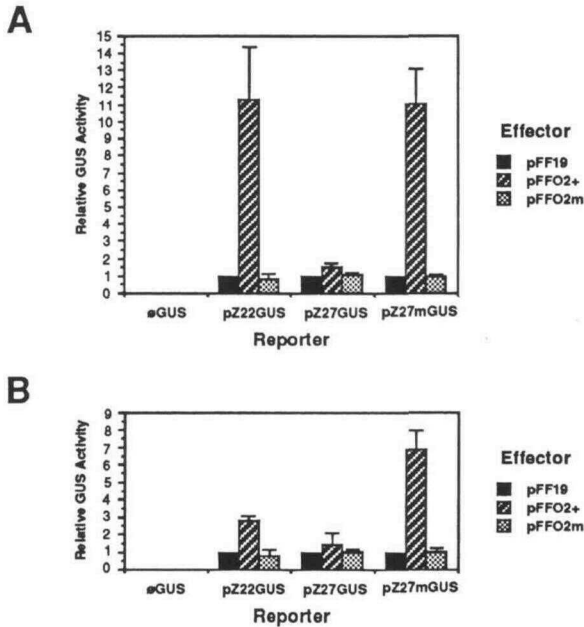 A
15
14
13
12
11
10
9
8
7
6
5
4
3
2
1
0
Relative GUS Activity
øGUS pZ22GUS pZ27GUS pZ27mGUS
Reporter
Effector
pFF19
pFFO2+
pFFO2m
B
9
8
7
6
5
4
3
2
1
0
Relative GUS Activity
øGUS pZ22GUS pZ27GUS pZ27mGUS
Reporter
Effector
pFF19
pFFO2+
pFFO2m